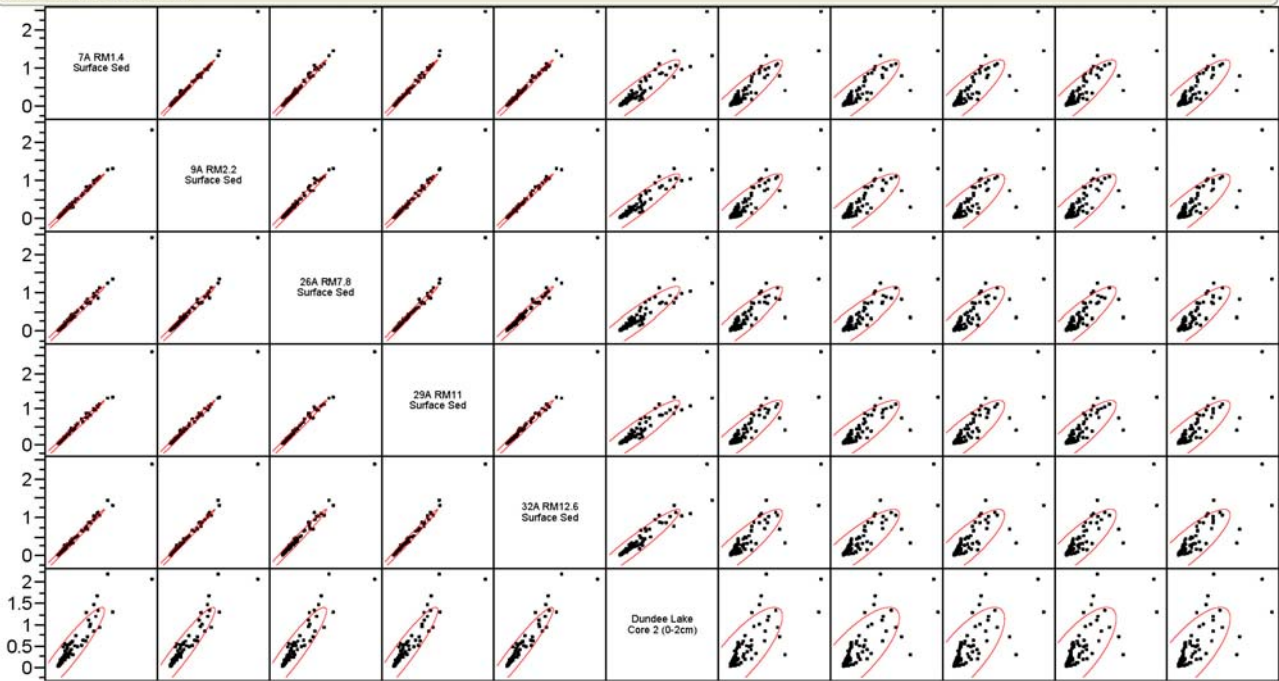 2
1
0
7A RM1.4
Surface Sed
2
1
0
9A RM2.2
Surface Sed
2
1
0
26A RM7.8
Surface Sed
2
1
0
29A RM11
Surface Sed
2
1
0
32A RM12.6
Surface Sed
2
1.5
0.5
0
Dundee Lake
Core 2 (0-2cm)